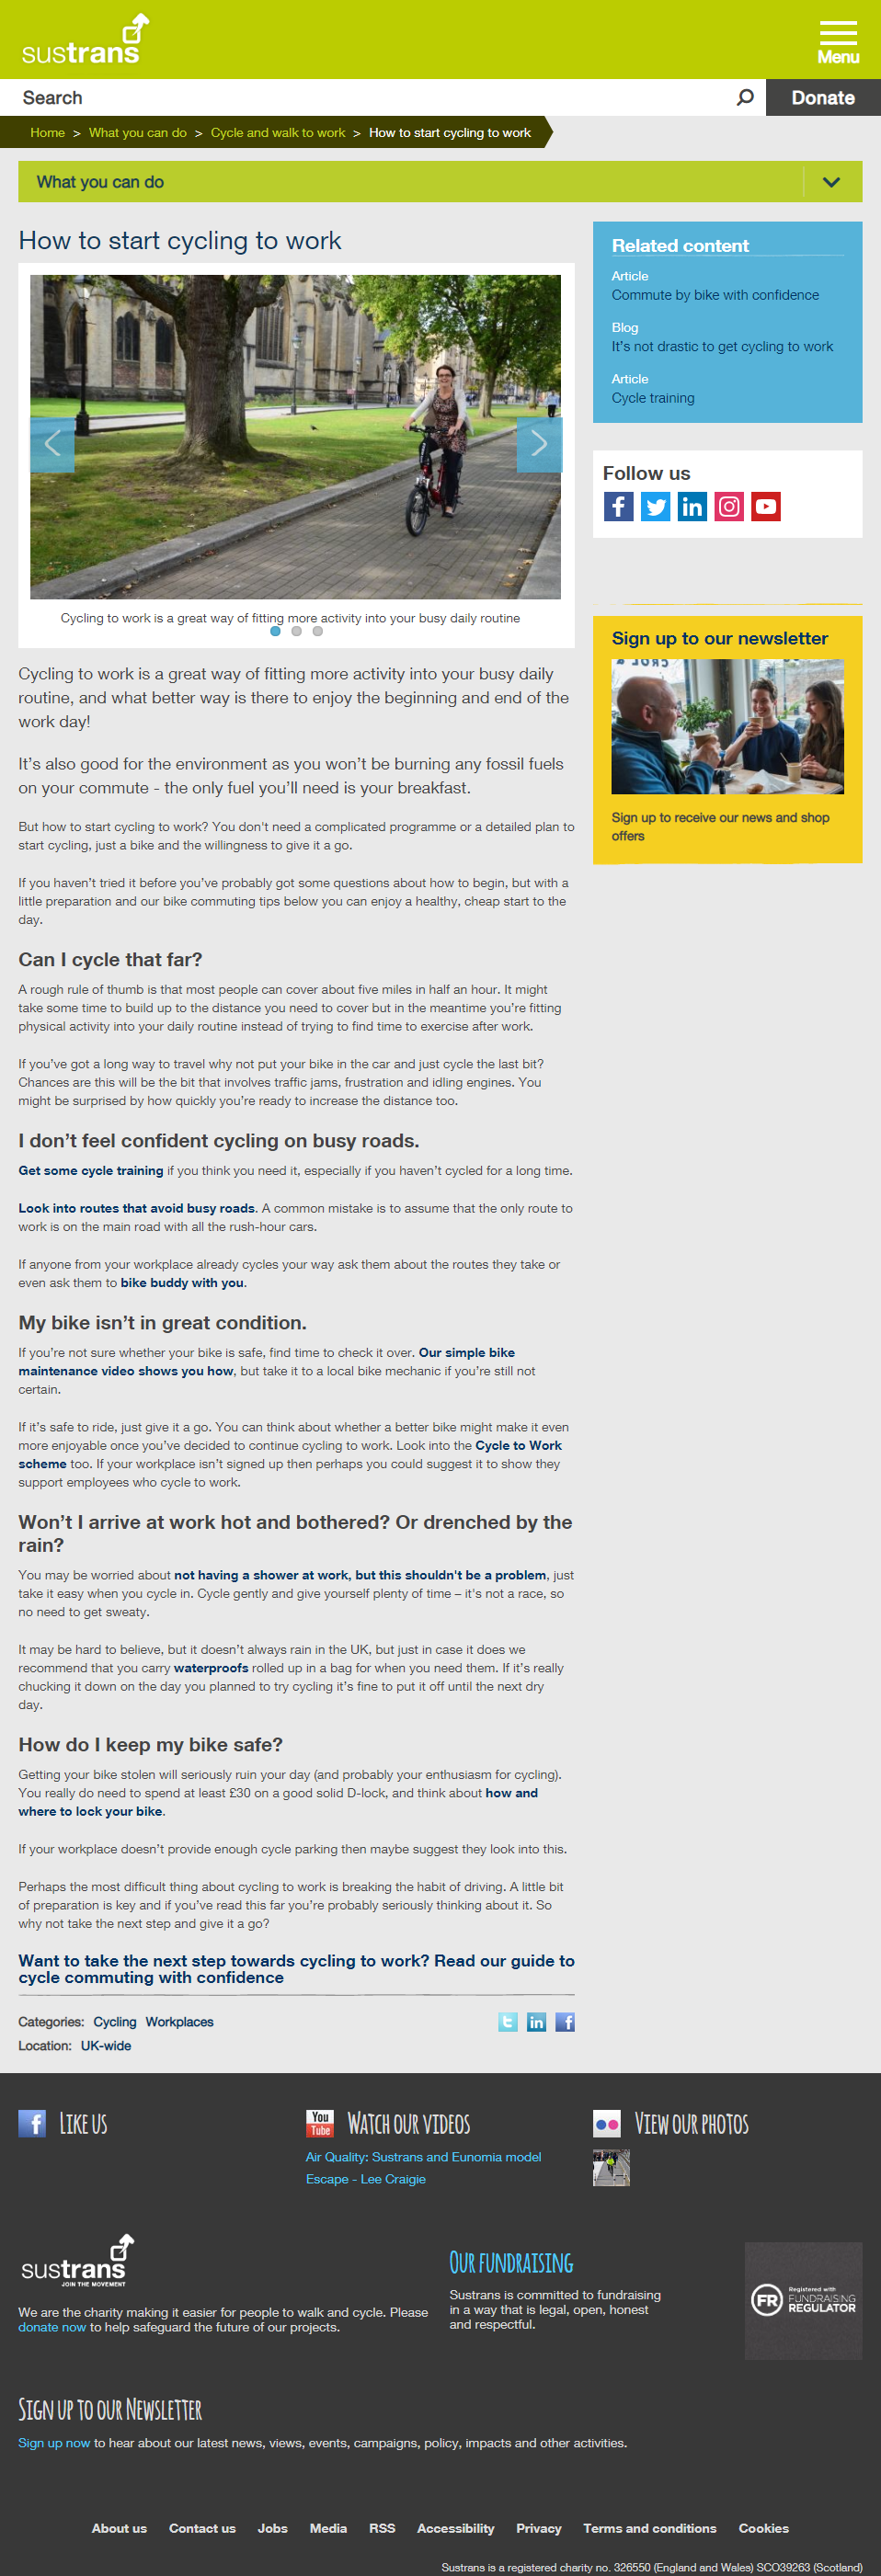 sustrans
Menu
Search
Donate
Home > What you can do > Cycle and walk to work > How to start cycling to work
What you can do
How to start cycling to work
Cycling to work is a great way of fitting more activity into your busy daily routine
Cycling to work is a great way of fitting more activity into your busy daily
routine, and what better way is there to enjoy the beginning and end of the
work day!
It’s also good for the environment as you won’t be burning any fossil fuels
on your commute - the only fuel you’ll need is your breakfast.
But how to start cycling to work? You don't need a complicated programme or a detailed plan to
start cycling, just a bike and the willingness to give it a go.
If you haven’t tried it before you’ve probably got some questions about how to begin, but with a
little preparation and our bike commuting tips below you can enjoy a healthy, cheap start to the
day.
Can I cycle that far?
A rough rule of thumb is that most people can cover about five miles in half an hour. It might
take some time to build up to the distance you need to cover but in the meantime you’re fitting
physical activity into your daily routine instead of trying to find time to exercise after work.
If you’ve got a long way to travel why not put your bike in the car and just cycle the last bit?
Chances are this will be the bit that involves traffic jams, frustration and idling engines. You
might be surprised by how quickly you’re ready to increase the distance too.
I don’t feel confident cycling on busy roads.
Get some cycle training if you think you need it, especially if you haven’t cycled for a long time.
Look into routes that avoid busy roads. A common mistake is to assume that the only route to
work is on the main road with all the rush-hour cars.
If anyone from your workplace already cycles your way ask them about the routes they take or
even ask them to bike buddy with you.
My bike isn’t in great condition.
If you’re not sure whether your bike is safe, find time to check it over. Our simple bike
maintenance video shows you how, but take it to a local bike mechanic if you’re still not
certain.
If it’s safe to ride, just give it a go. You can think about whether a better bike might make it even
more enjoyable once you’ve decided to continue cycling to work. Look into the Cycle to Work
scheme too. If your workplace isn’t signed up then perhaps you could suggest it to show they
support employees who cycle to work.
Won’t I arrive at work hot and bothered? Or drenched by the
rain?
You may be worried about not having a shower at work, but this shouldn't be a problem, just
take it easy when you cycle in. Cycle gently and give yourself plenty of time – it's not a race, so
no need to get sweaty.
It may be hard to believe, but it doesn’t always rain in the UK, but just in case it does we
recommend that you carry waterproofs rolled up in a bag for when you need them. If it’s really
chucking it down on the day you planned to try cycling it’s fine to put it off until the next dry
day.
How do I keep my bike safe?
Getting your bike stolen will seriously ruin your day (and probably your enthusiasm for cycling).
You really do need to spend at least £30 on a good solid D-lock, and think about how and
where to lock your bike.
If your workplace doesn’t provide enough cycle parking then maybe suggest they look into this.
Perhaps the most difficult thing about cycling to work is breaking the habit of driving. A little bit
of preparation is key and if you’ve read this far you’re probably seriously thinking about it. So
why not take the next step and give it a go?
Want to take the next step towards cycling to work? Read our guide to
cycle commuting with confidence
Categories: Cycling Workplaces
Location: UK-wide
Related content
Article
Commute by bike with confidence
Blog
It’s not drastic to get cycling to work
Article
Cycle training
Follow us
Sign up to our newsletter
Sign up to receive our news and shop
offers
Like us
You Tube
Watch our videos
Air Quality: Sustrans and Eunomia model
Escape - Lee Craigie
View our photos
sustrans
JOIN THE MOVEMENT
We are the charity making it easier for people to walk and cycle. Please
donate now to help safeguard the future of our projects.
Our fundraising
Sustrans is committed to fundraising
in a way that is legal, open, honest
and respectful.
FR
Registered with
FUNDRAISING
REGULATOR
Sign up to our Newsletter
Sign up now to hear about our latest news, views, events, campaigns, policy, impacts and other activities.
About us Contact us Jobs Media RSS Accessibility Privacy Terms and conditions Cookies
Sustrans is a registered charity no. 326550 (England and Wales) SCO39263 (Scotland)